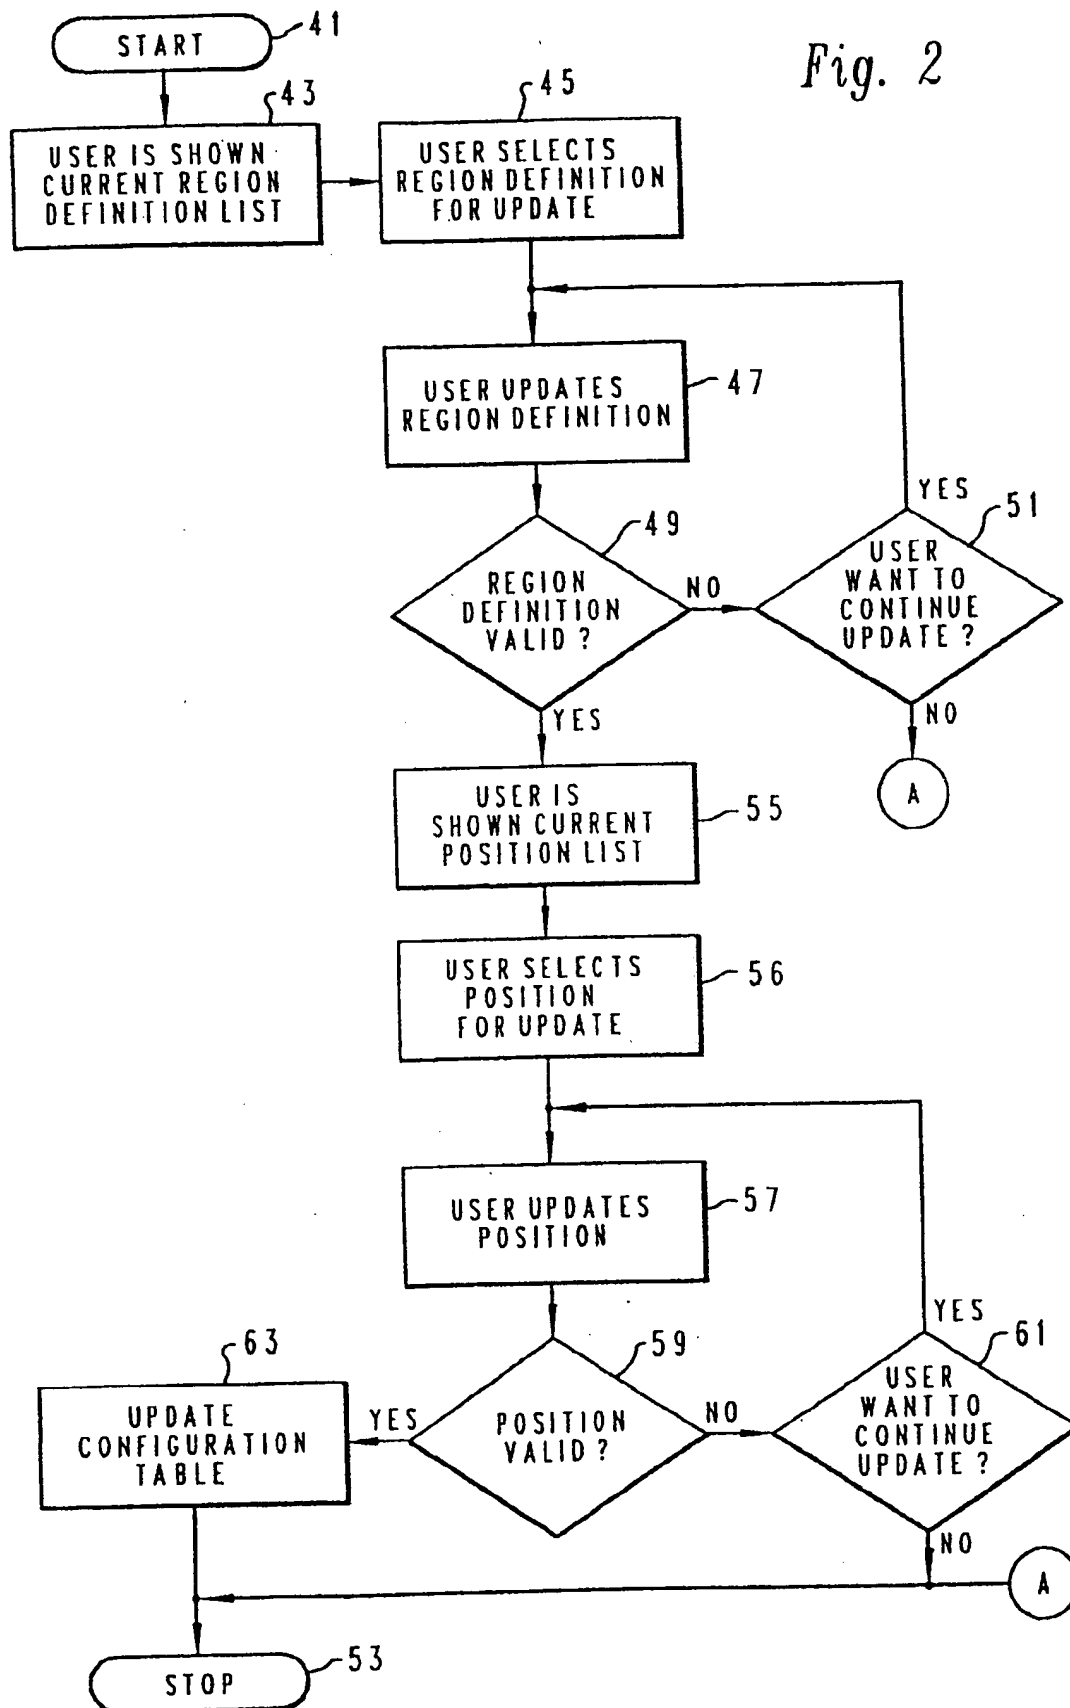 Fig. 2
START
41
43
USER IS SHOWN
CURRENT REGION
DEFINITION LIST
45
USER SELECTS
REGION DEFINITION
FOR UPDATE
USER UPDATES
REGION DEFINITION
47
49
REGION
DEFINITION
VALID ?
NO
YES
YES
51
USER
WANT TO
CONTINUE
UPDATE ?
NO
A
USER IS
SHOWN CURRENT
POSITION LIST
55
USER SELECTS
POSITION
FOR UPDATE
56
USER UPDATES
POSITION
57
59
POSITION
VALID ?
NO
YES
YES
61
USER
WANT TO
CONTINUE
UPDATE ?
NO
A
63
UPDATE
CONFIGURATION
TABLE
STOP
53